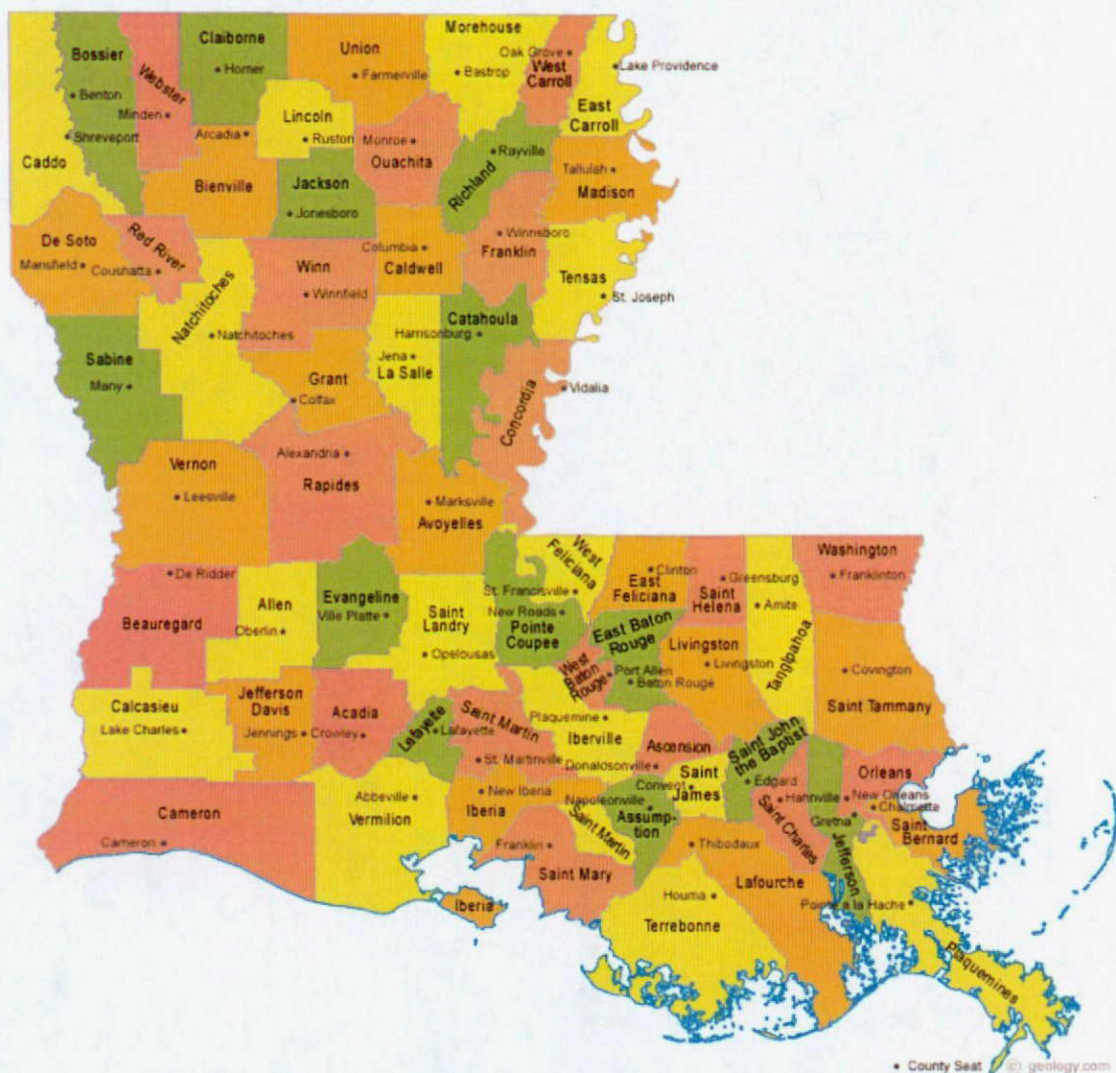 Bossier
Claiborne
Union
Morehouse
Webster
Homer
Farmerville
Bastrop
Oak Grove
West
Carroll
Lake Providence
Benton
Minden
Lincoln
East
Carroll
Shreveport
Arcadia
Ruston
Monroe
Ouachita
Rayville
Richland
Caddo
Bienville
Jackson
Jonesboro
Tallulah
Madison
De Soto
Mansfield
Red River
Coushatta
Winn
Winnfield
Columbia
Caldwell
Winnsboro
Franklin
Tensas
St. Joseph
Natchitoches
Natchitoches
Catahoula
Harrisonburg
Sabine
Many
Grant
Colfax
Jena
La Salle
Concordia
Vidalia
Vernon
Leesville
Alexandria
Rapides
Marksville
Avoyelles
De Ridder
Beauregard
Allen
Oberlin
Evangeline
Ville Platte
Saint
Landry
Opelousas
West
Feliciana
St. Francisville
New Roads
Pointe
Coupee
Clinton
East
Feliciana
Greensburg
Saint
Helena
Amite
Tangipahoa
Washington
Franklinton
East Baton
Rouge
West
Baton
Rouge
Port Allen
Baton Rouge
Livingston
Livingston
Covington
Saint Tammany
Calcasieu
Lake Charles
Jefferson
Davis
Jennings
Acadia
Crowley
Lafayette
Lafayette
Saint Martin
St. Martinville
Plaquemine
Iberville
Ascension
Donaldsonville
Saint John
the Baptist
Edgard
Convent
Saint
James
Orleans
New Orleans
Hahnville
Chalmette
Saint
Bernard
Gretna
Jefferson
Saint Charles
Cameron
Cameron
Abbeville
Vermilion
New Iberia
Iberia
Napoleonville
Assump-
tion
Saint Martin
Franklin
Saint Mary
Thibodaux
Lafourche
Houma
Terrebonne
Iberia
Pointe a la Hache
Plaquemines
County Seat
© geology.com